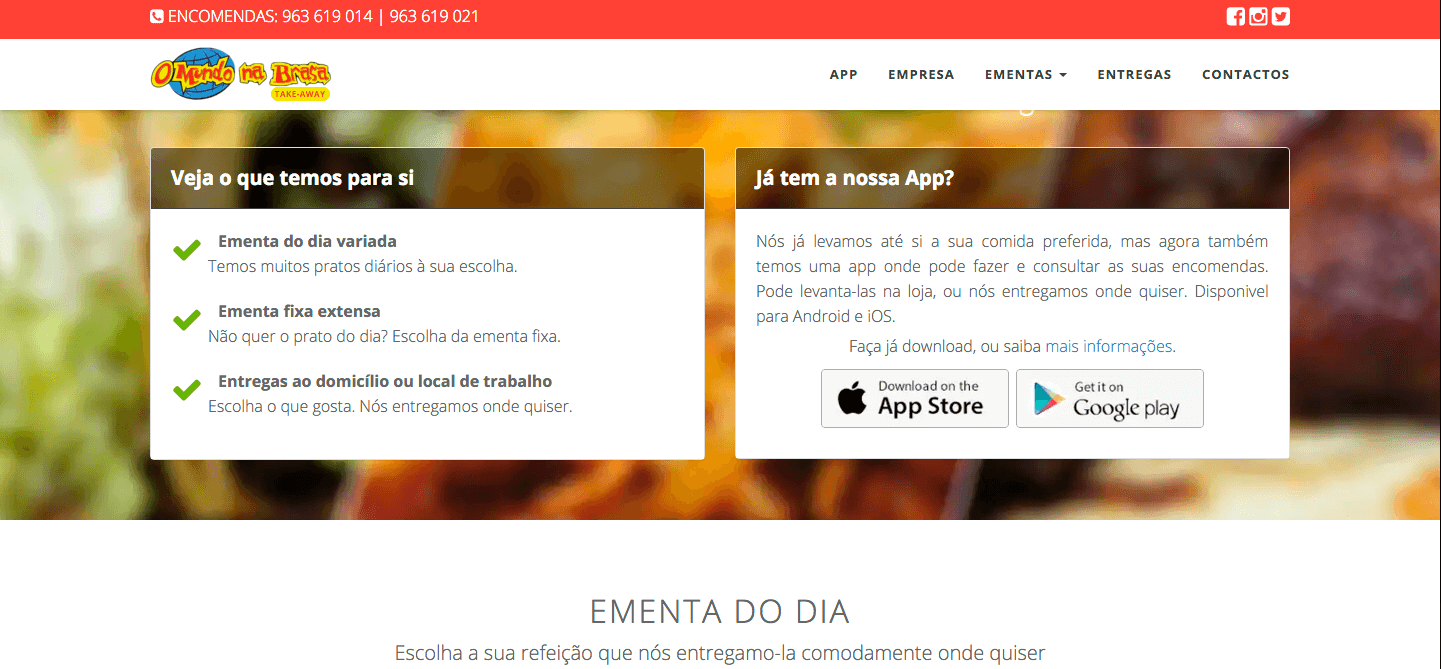 ENCOMENDAS: 963 619 014 | 963 619 021
O Mundo na Brasa
TAKE-AWAY
APP EMPRESA EMENTAS ENTREGAS CONTACTOS
Veja o que temos para si
Ementa do dia variada
Temos muitos pratos diários à sua escolha.
Ementa fixa extensa
Não quer o prato do dia? Escolha da ementa fixa.
Entregas ao domicílio ou local de trabalho
Escolha o que gosta. Nós entregamos onde quiser.
Já tem a nossa App?
Nós já levamos até si a sua comida preferida, mas agora também
temos uma app onde pode fazer e consultar as suas encomendas.
Pode levanta-las na loja, ou nós entregamos onde quiser. Disponivel
para Android e iOS.
Faça já download, ou saiba mais informações.
Download on the
App Store
Get it on
Google play
EMENTA DO DIA
Escolha a sua refeição que nós entregamo-la comodamente onde quiser